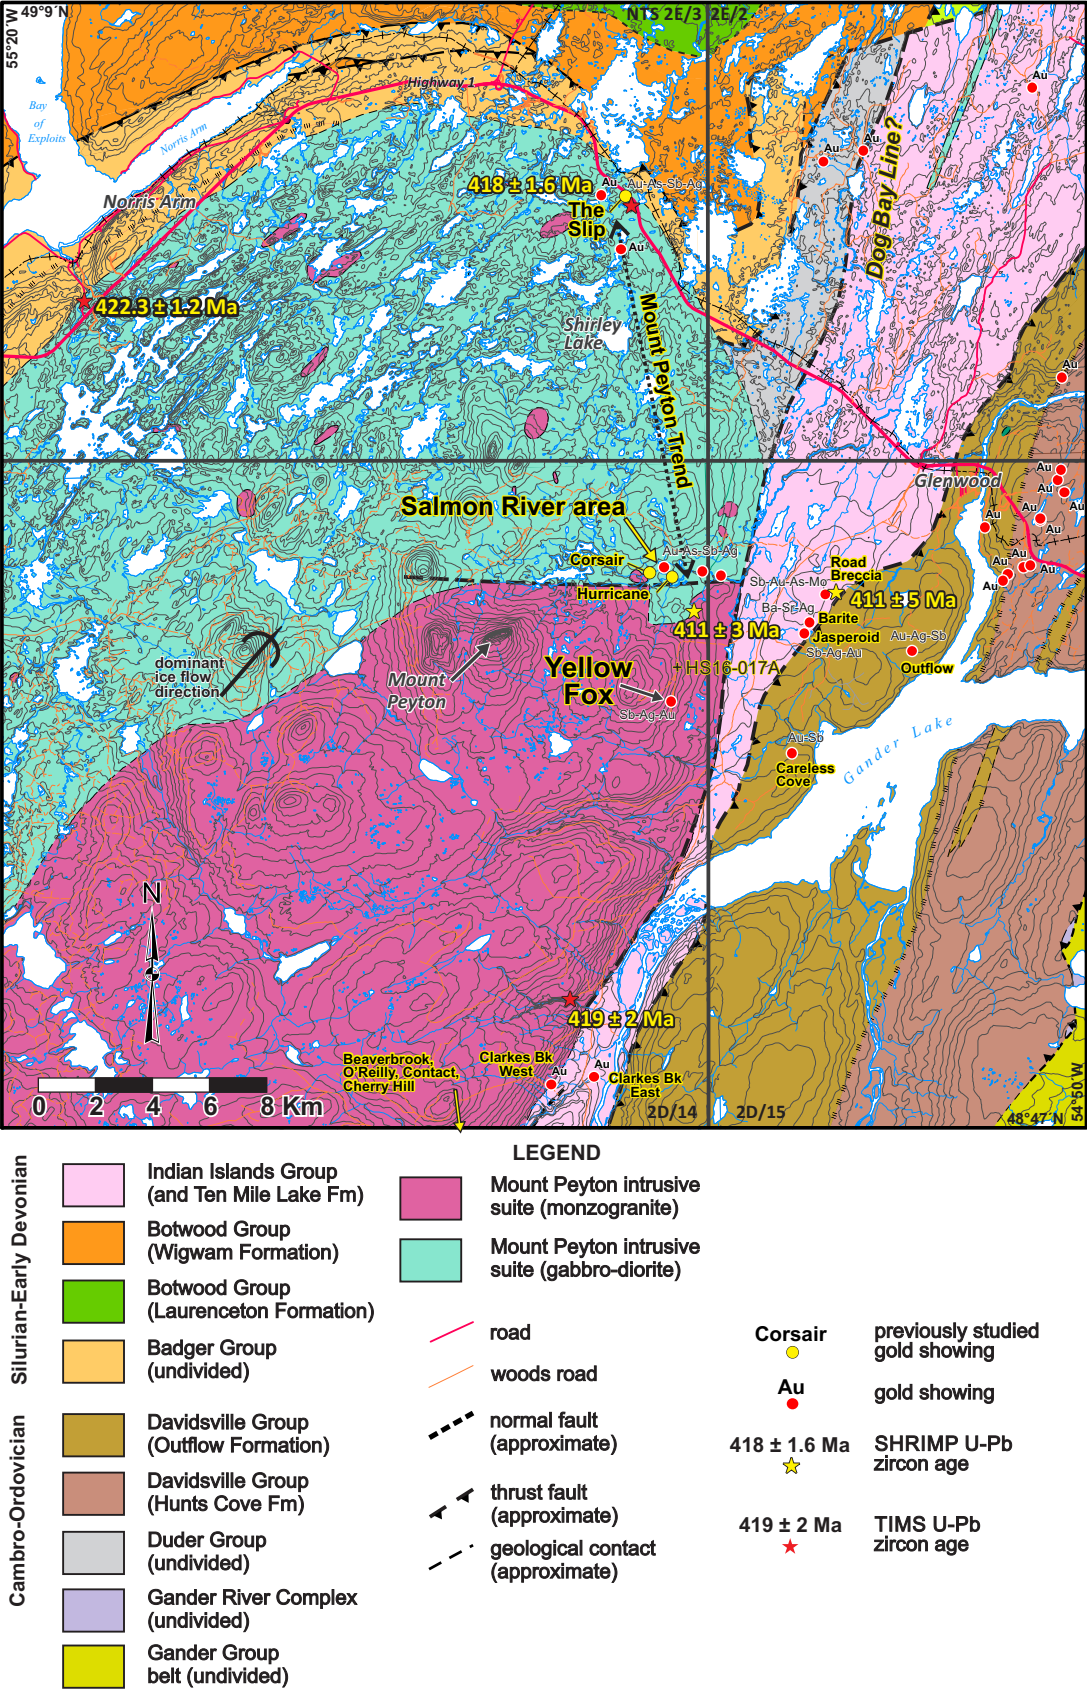 49°9´N
55°20´W
NTS 2E/3
2E/2
Highway 1
Bay
of
Exploits
Norris Arm
Norris Arm
418 ± 1.6 Ma
Au
Au-As-Sb-Ag
The
Slip
Au
Au
Au
Au
Dog Bay Line?
422.3 ± 1.2 Ma
Shirley
Lake
Mount Peyton Trend
Au
Glenwood
Salmon River area
Au
Au
Au
Au
Au
Au
Au
Au
Au
Au
Corsair
Au-As-Sb-Ag
Hurricane
Sb-Au-As-Mo
Road
Breccia
411 ± 5 Ma
Ba-Sr-Ag
Barite
411 ± 3 Ma
Jasperoid
Sb-Ag-Au
Au-Ag-Sb
Outflow
dominant
ice flow
direction
Mount
Peyton
Yellow
Fox
+HS16-017A
Sb-Ag-Au
Au-Sb
Careless
Cove
Gander Lake
N
419 ± 2 Ma
Beaverbrook,
O'Reilly, Contact,
Cherry Hill
Clarkes Bk
West
Au
Au
Clarkes Bk
East
0 2 4 6 8 Km
2D/14
2D/15
48°47´N
54°50´W
LEGEND
Silurian-Early Devonian
Indian Islands Group
(and Ten Mile Lake Fm)
Botwood Group
(Wigwam Formation)
Botwood Group
(Laurenceton Formation)
Badger Group
(undivided)
Cambro-Ordovician
Davidsville Group
(Outflow Formation)
Davidsville Group
(Hunts Cove Fm)
Duder Group
(undivided)
Gander River Complex
(undivided)
Gander Group
belt (undivided)
Mount Peyton intrusive
suite (monzogranite)
Mount Peyton intrusive
suite (gabbro-diorite)
road
woods road
normal fault
(approximate)
thrust fault
(approximate)
geological contact
(approximate)
Corsair
previously studied
gold showing
Au
gold showing
418 ± 1.6 Ma
SHRIMP U-Pb
zircon age
419 ± 2 Ma
TIMS U-Pb
zircon age